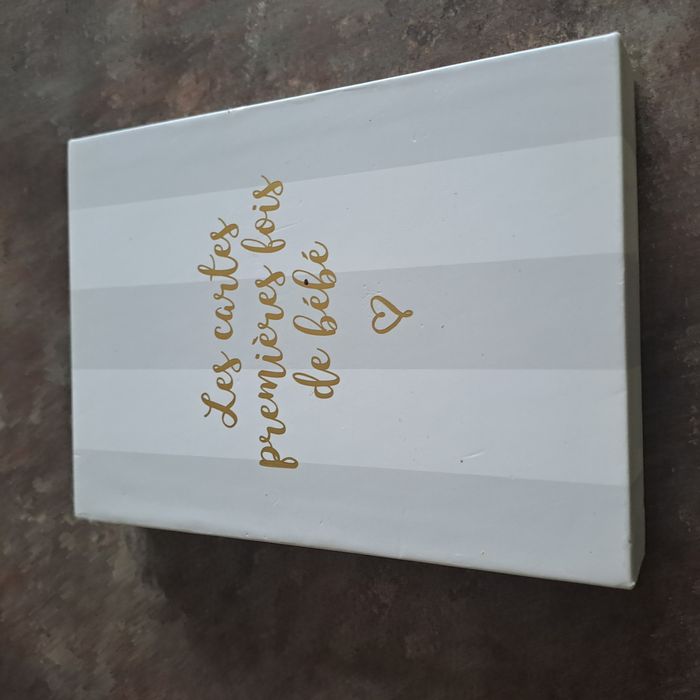 Les cartes
premières fois
de bébé